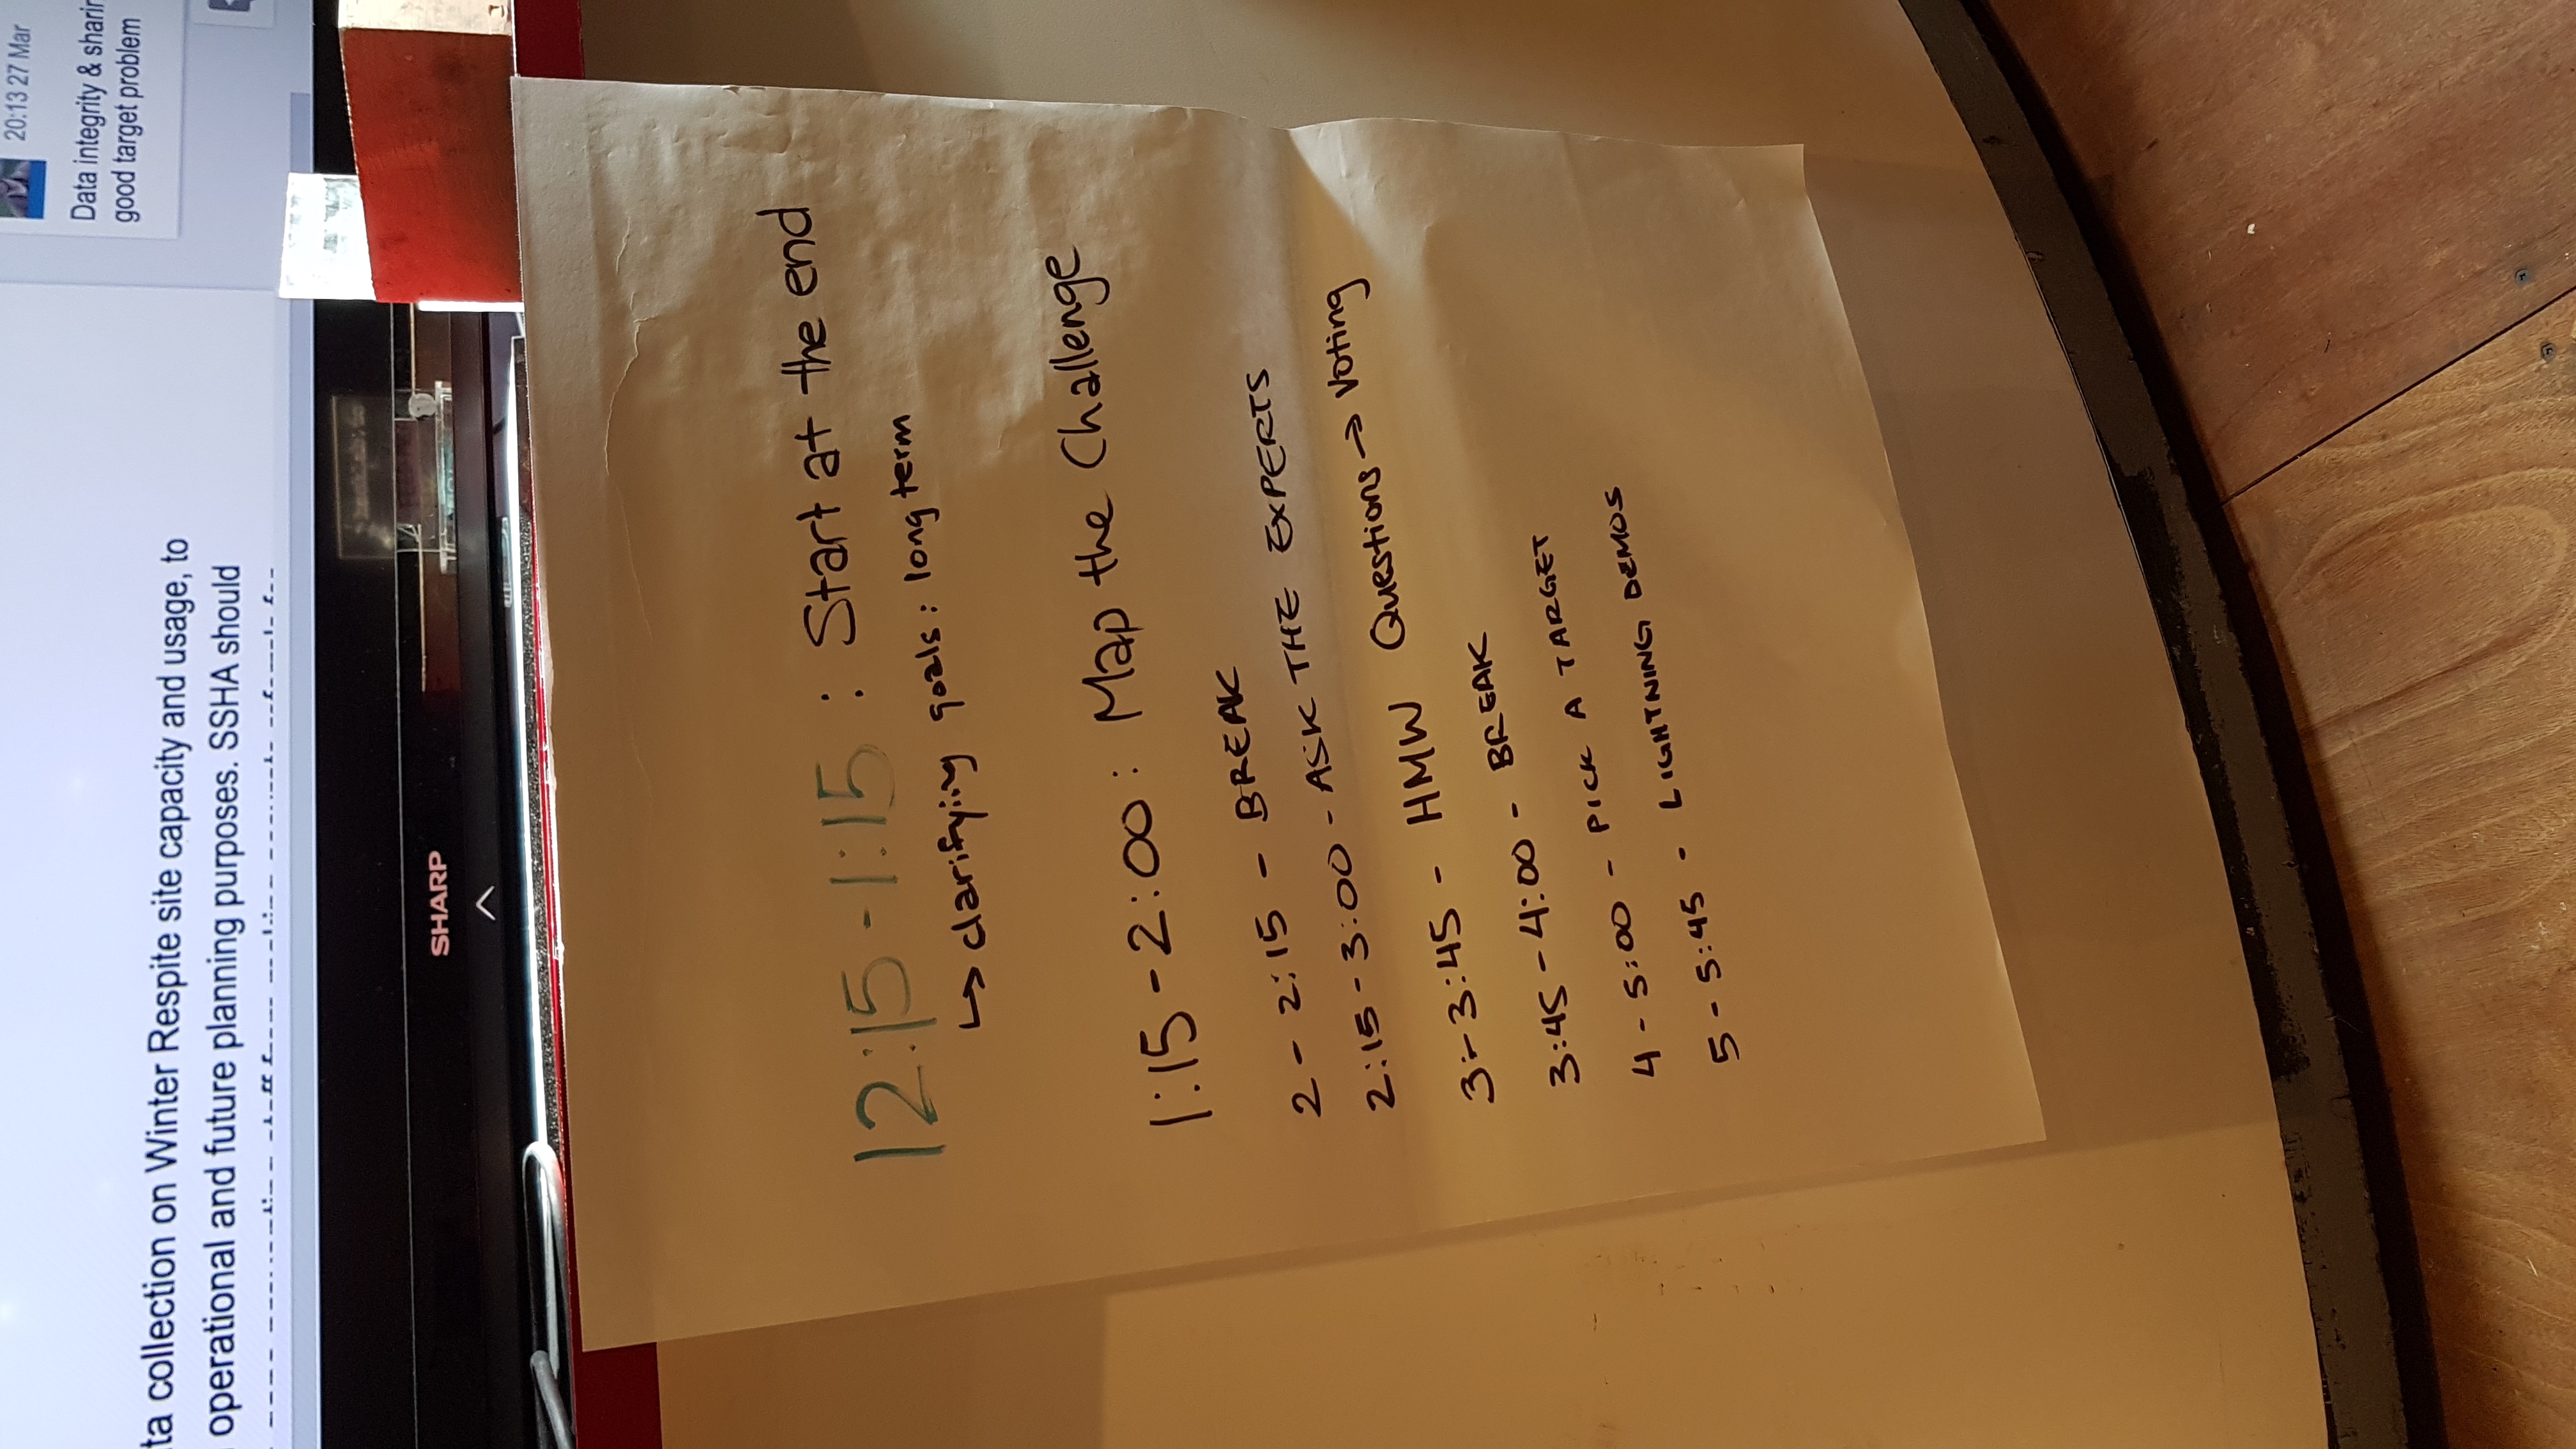 20:13 27 Mar
Data integrity & sharin
good target problem
ta collection on Winter Respite site capacity and usage, to
operational and future planning purposes. SSHA should
SHARP
12:15 - 1:15 : Start at the end
↳ clarifying goals: long term
1:15 - 2:00 : Map the Challenge
2 - 2:15 - BREAK
2:15 - 3:00 - ASK THE EXPERTS
3:- 3:45 - HMW Questions → Voting
3:45 - 4:00 - BREAK
4 - 5:00 - PICK A TARGET
5 - 5:45 - LIGHTNING DEMOS